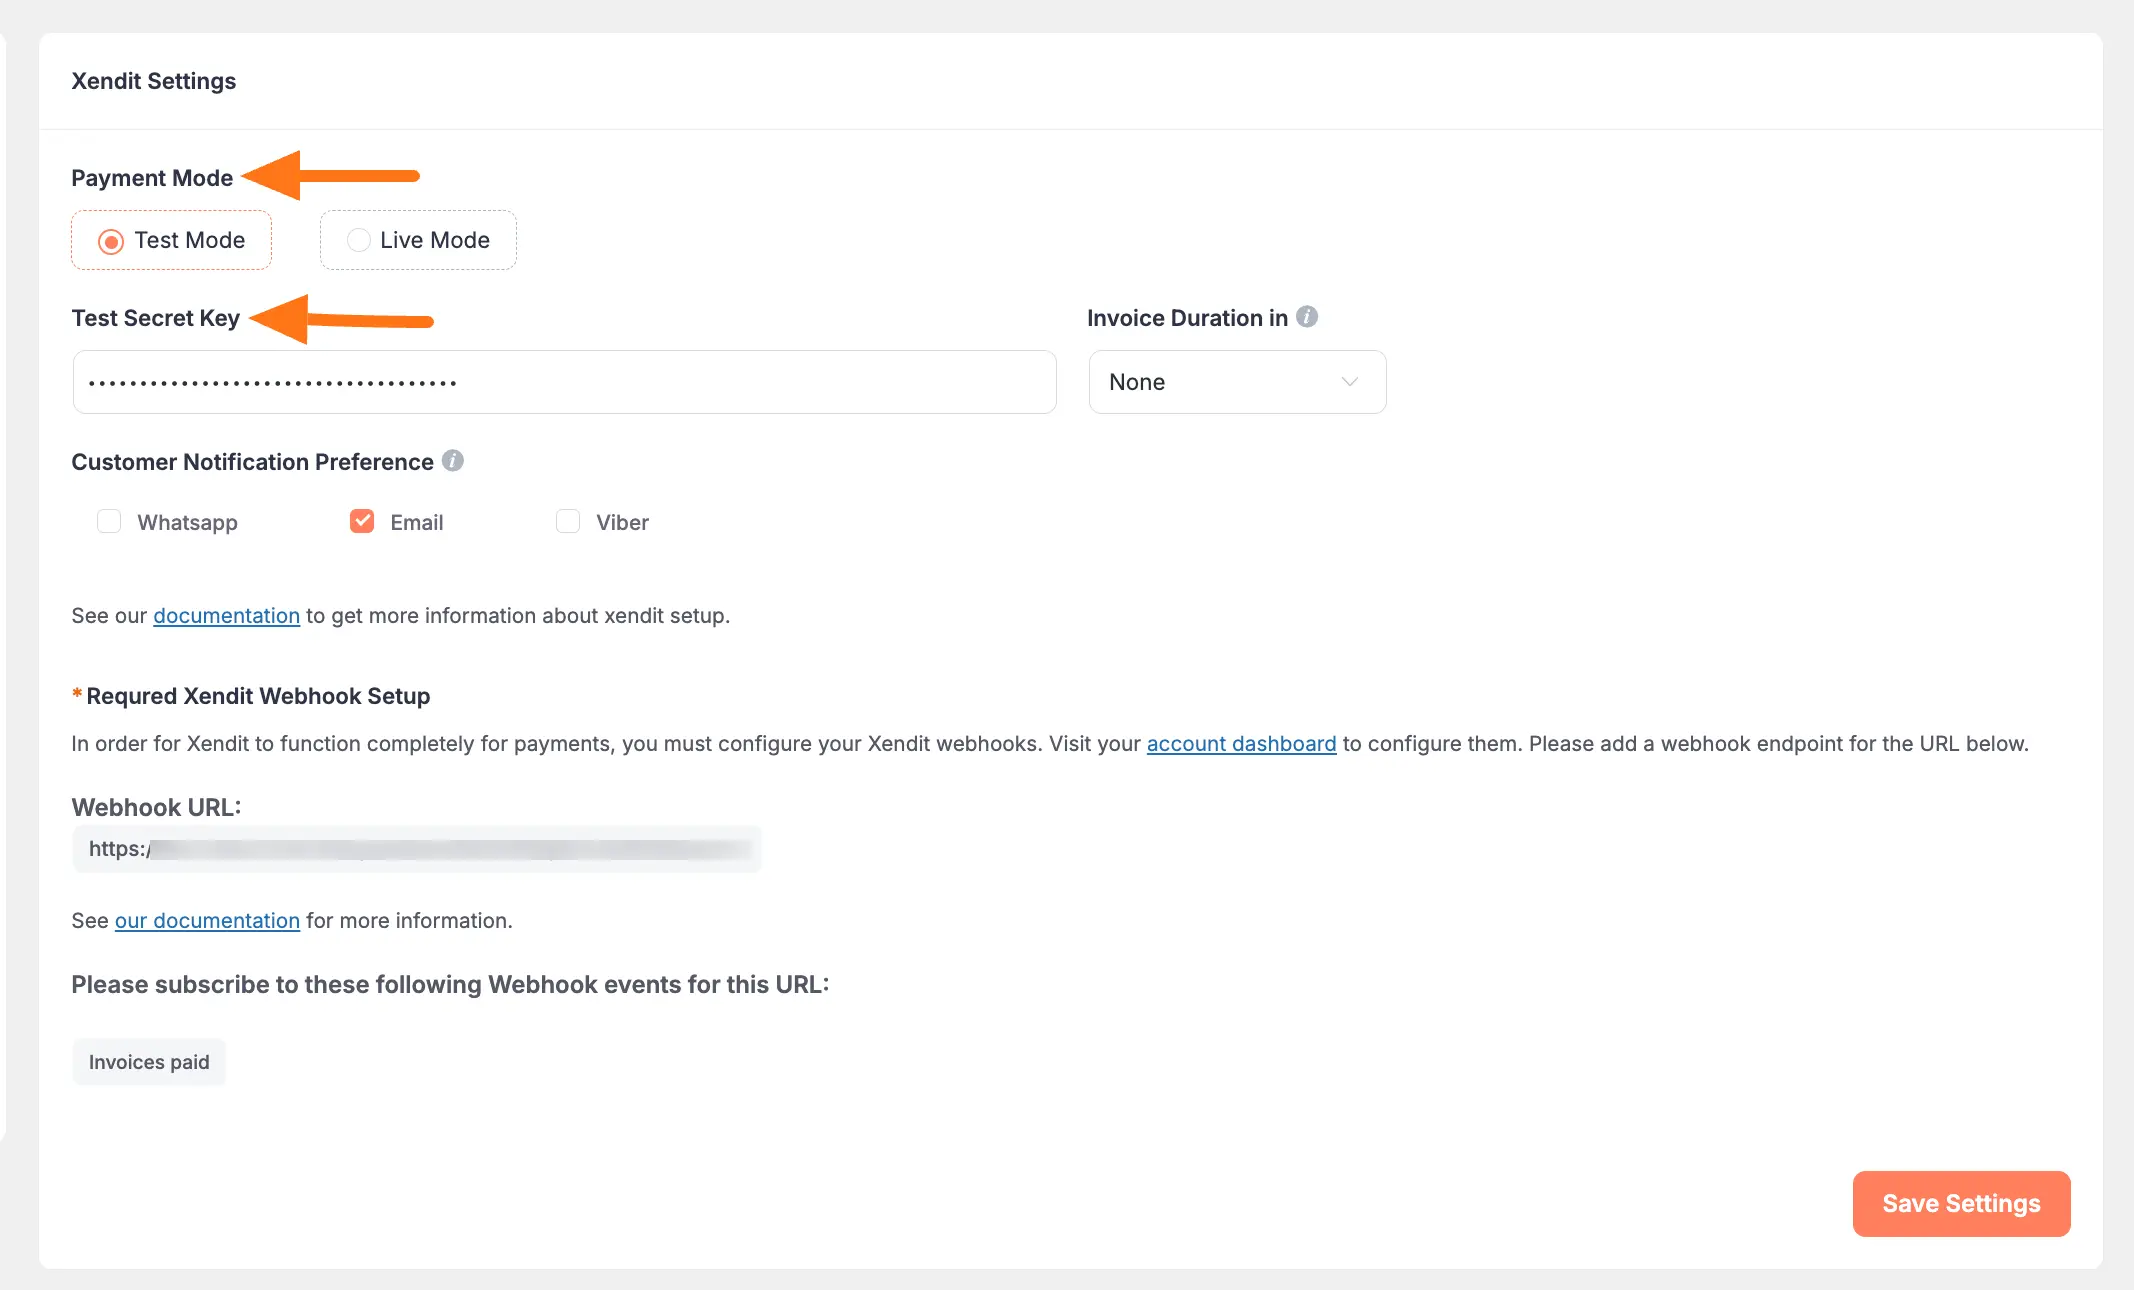 Xendit Settings
Payment Mode
Test Mode
Live Mode
Test Secret Key
Invoice Duration in
None
Customer Notification Preference
Whatsapp
Email
Viber
See our documentation to get more information about xendit setup.
*Requred Xendit Webhook Setup
In order for Xendit to function completely for payments, you must configure your Xendit webhooks. Visit your account dashboard to configure them. Please add a webhook endpoint for the URL below.
Webhook URL:
https:/
See our documentation for more information.
Please subscribe to these following Webhook events for this URL:
Invoices paid
Save Settings